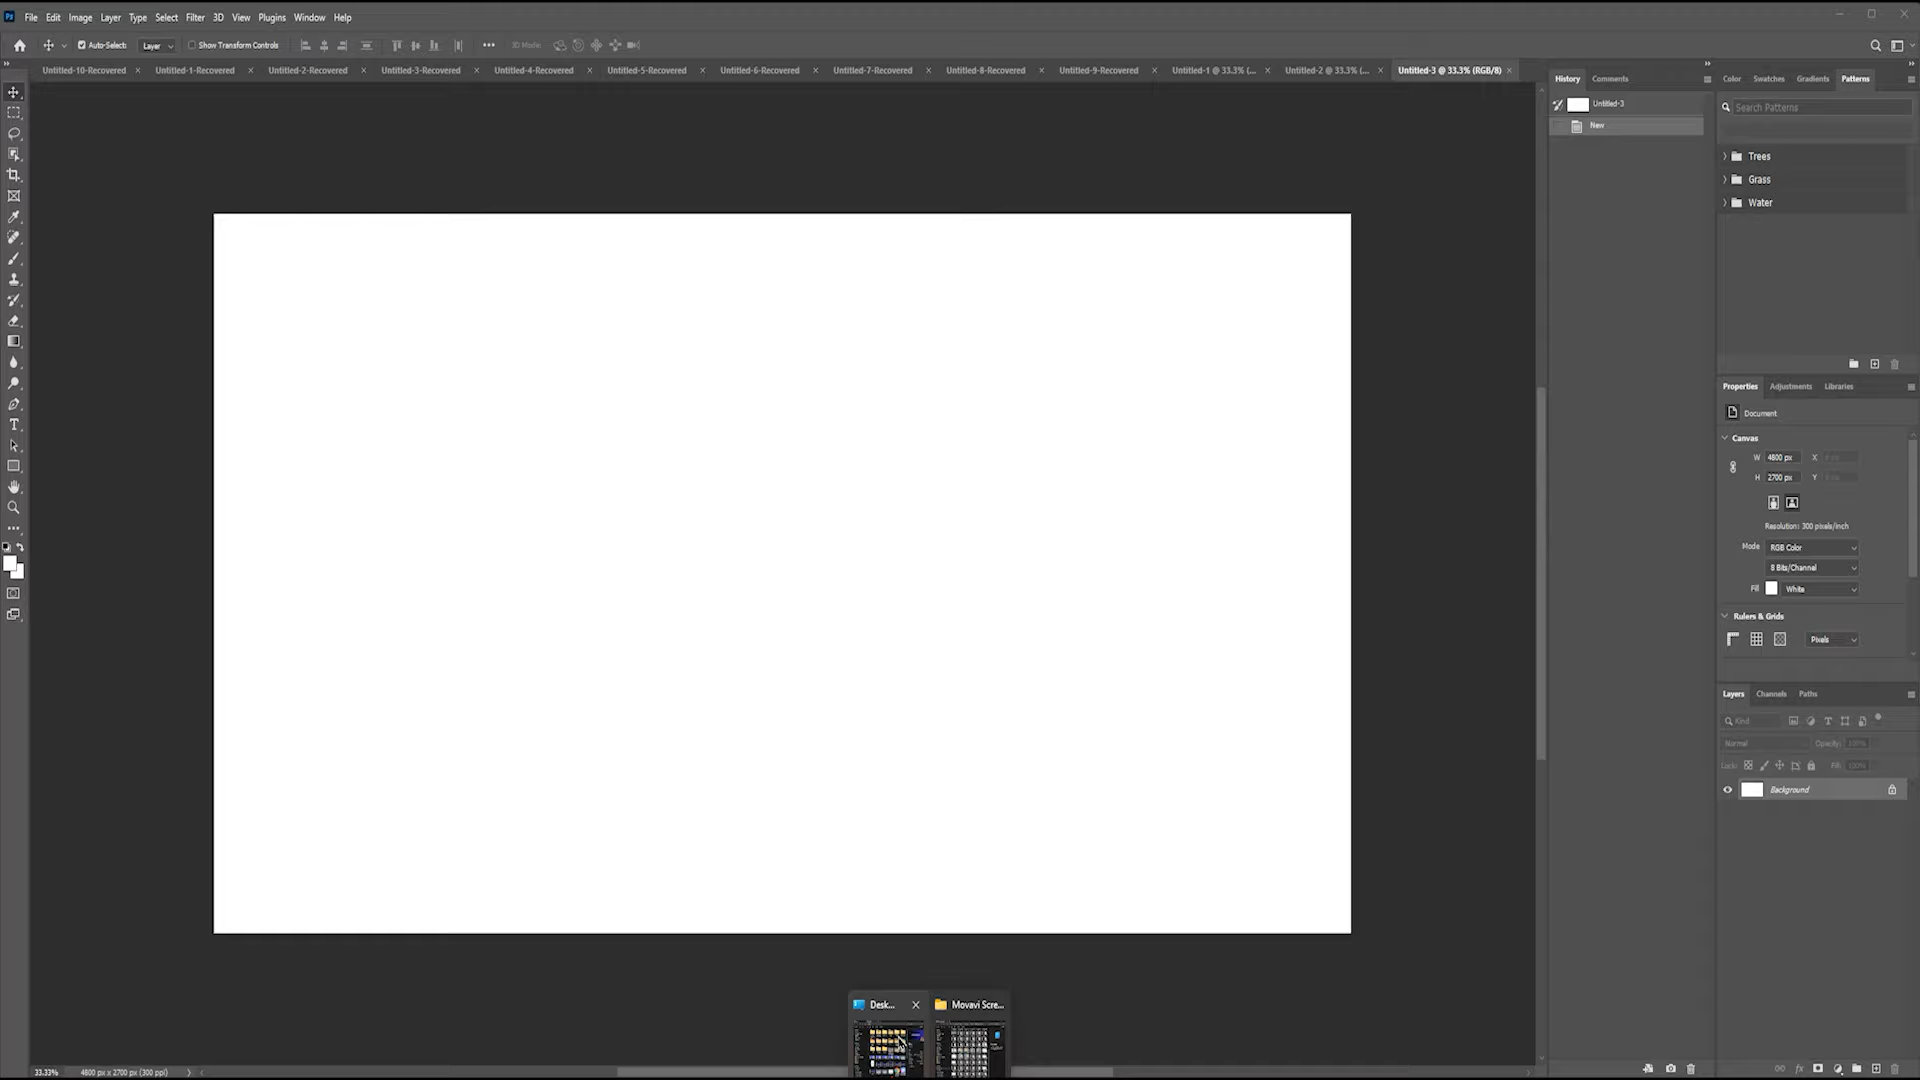 File Edit Image Layer Type Select Filter 3D View Plugins Window Help
Auto-Select: Layer Show Transform Controls 3D Mode:
Untitled-10-Recovered Untitled-1-Recovered Untitled-2-Recovered Untitled-3-Recovered Untitled-4-Recovered Untitled-5-Recovered Untitled-6-Recovered Untitled-7-Recovered Untitled-8-Recovered Untitled-9-Recovered Untitled-1 @ 33.3% (... Untitled-2 @ 33.3% (... Untitled-3 @ 33.3% (RGB/8)
History Comments
Untitled-3
New
Color Swatches Gradients Patterns
Search Patterns
Trees
Grass
Water
Properties Adjustments Libraries
Document
Canvas
W 4800 px X
H 2700 px Y
Resolution: 300 pixels/inch
Mode RGB Color
8 Bits/Channel
Fill White
Rulers & Grids
Pixels
Layers Channels Paths
Kind
Normal Opacity: 100%
Lock: Fill: 100%
Background
Desk... Movavi Scre...
33.33% 4800 px x 2700 px (300 ppi)